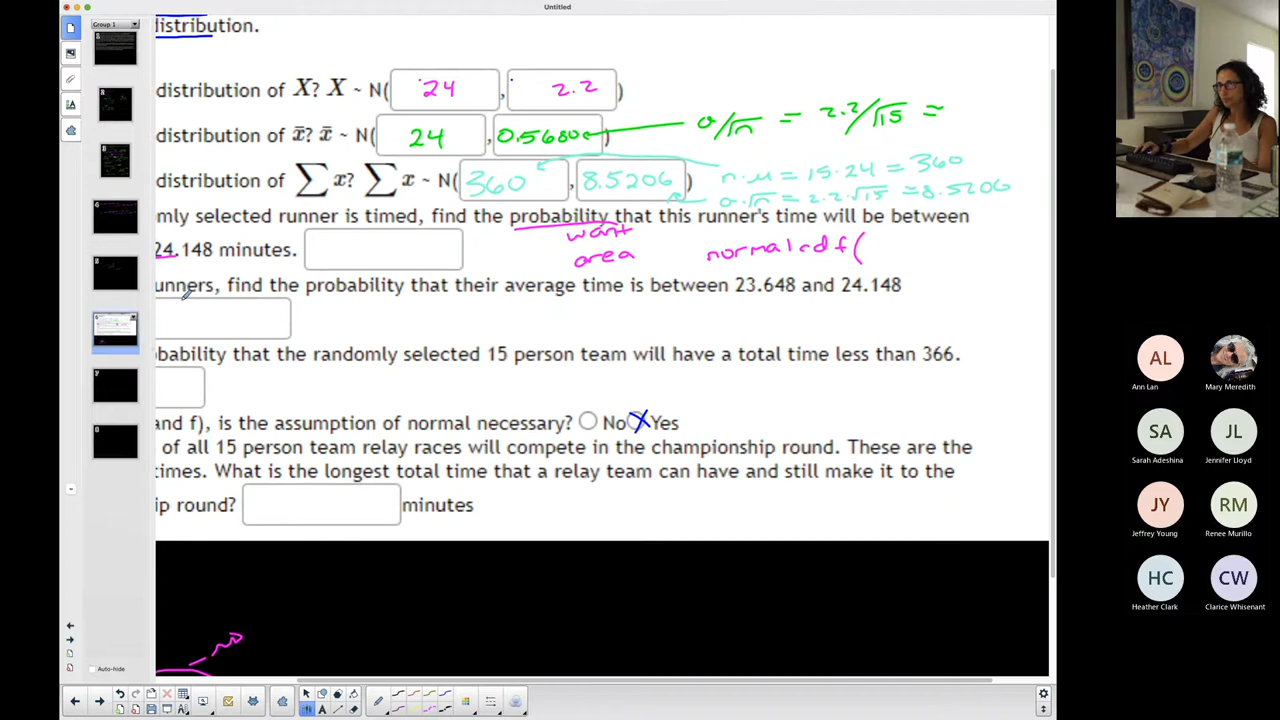 Untitled
Group 1
distribution.
distribution of X? X ~ N( 24 , 2.2 )
distribution of x̄? x̄ ~ N( 24 , 0.5680 ) σ/√n = 2.2/√15 =
distribution of ∑x? ∑x ~ N( 360 , 8.5206 ) n·μ = 15·24 = 360
σ·√n = 2.2·√15 = 8.5206
mly selected runner is timed, find the probability that this runner's time will be between
24.148 minutes. want area normalcdf(
unners, find the probability that their average time is between 23.648 and 24.148
bability that the randomly selected 15 person team will have a total time less than 366.
and f), is the assumption of normal necessary? No X Yes
of all 15 person team relay races will compete in the championship round. These are the
times. What is the longest total time that a relay team can have and still make it to the
ip round? minutes
Auto-hide
AL
Ann Lan
Mary Meredith
SA
Sarah Adeshina
JL
Jennifer Lloyd
JY
Jeffrey Young
RM
Renee Murillo
HC
Heather Clark
CW
Clarice Whisenant